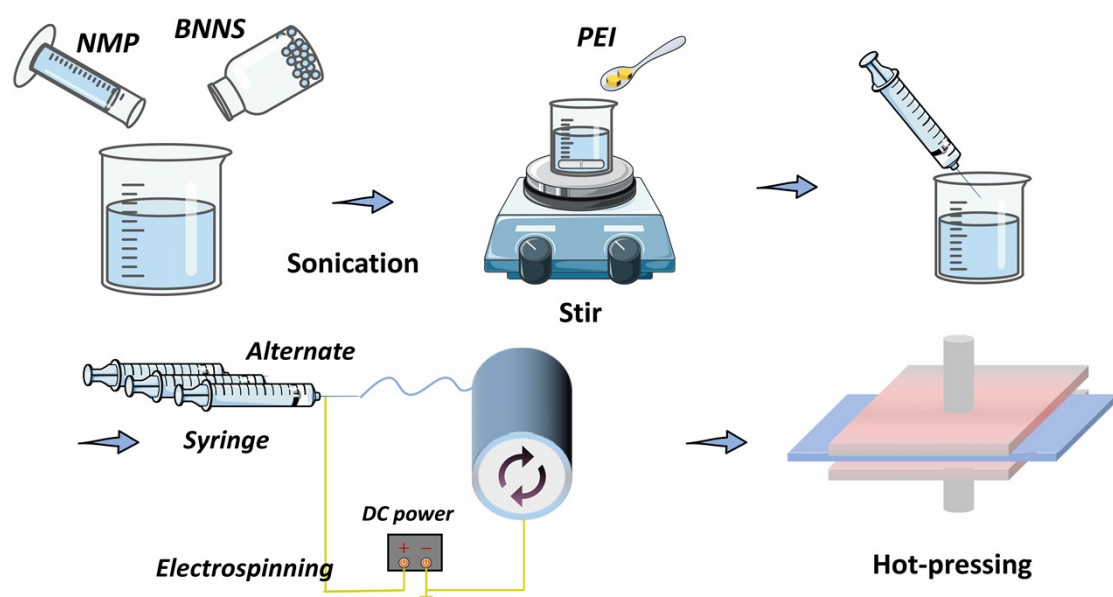 NMP
BNNS
PEI
Sonication
Stir
Alternate
Syringe
DC power
+ −
Electrospinning
Hot-pressing